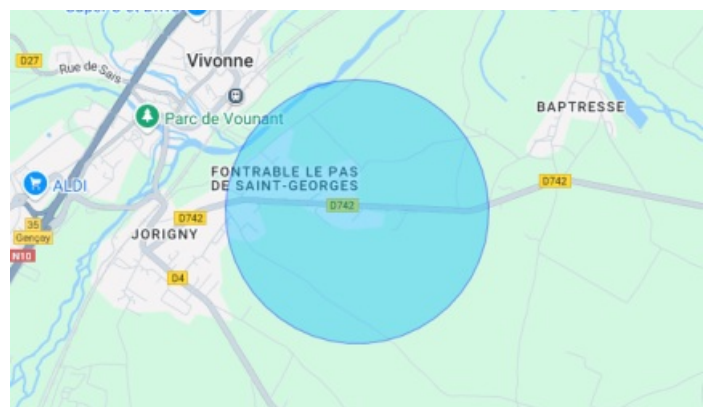 D27
Rue de Sais
Vivonne
Parc de Vounant
BAPTRESSE
ALDI
FONTRABLE LE PAS
DE SAINT-GEORGES
D742
D742
D742
35
Gençay
JORIGNY
N10
D4